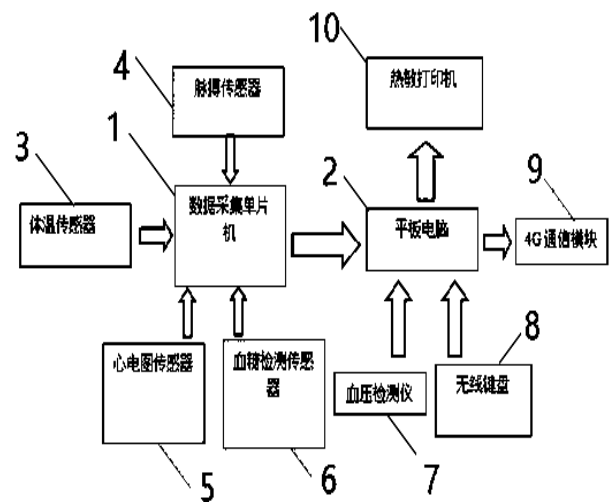 10
4
热敏打印机
脉搏传感器
1
3
2
9
数据采集单片
机
体温传感器
平板电脑
4G通信模块
8
心电图传感器
血糖检测传感
器
血压检测仪
无线键盘
5
6
7